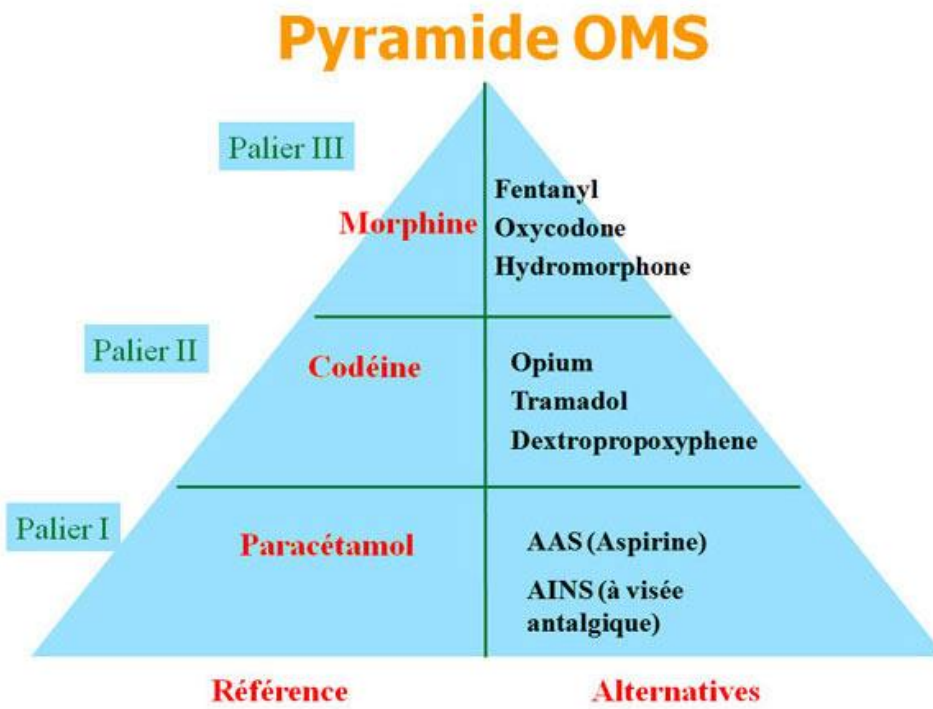 Pyramide OMS
Palier III
Morphine
Fentanyl
Oxycodone
Hydromorphone
Palier II
Codéine
Opium
Tramadol
Dextropropoxyphene
Palier I
Paracétamol
AAS (Aspirine)
AINS (à visée
antalgique)
Référence
Alternatives